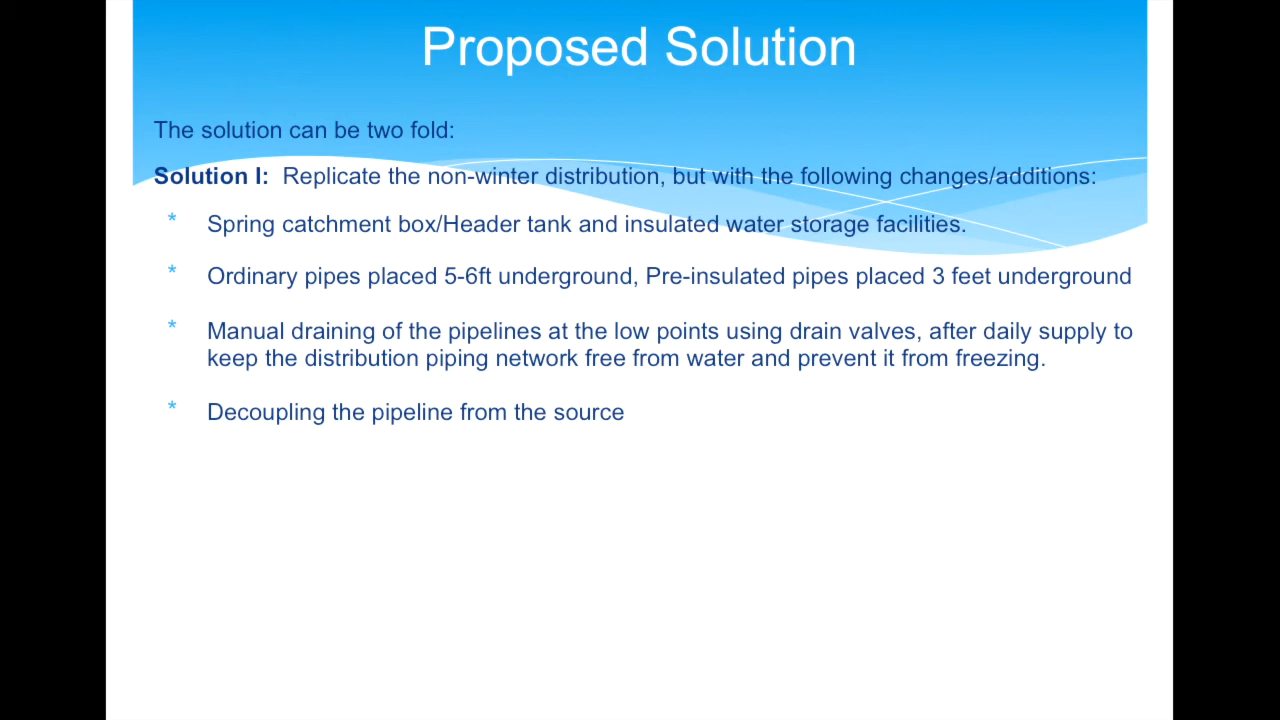 Proposed Solution
The solution can be two fold:
Solution I: Replicate the non-winter distribution, but with the following changes/additions:
* Spring catchment box/Header tank and insulated water storage facilities.
* Ordinary pipes placed 5-6ft underground, Pre-insulated pipes placed 3 feet underground
* Manual draining of the pipelines at the low points using drain valves, after daily supply to
keep the distribution piping network free from water and prevent it from freezing.
* Decoupling the pipeline from the source